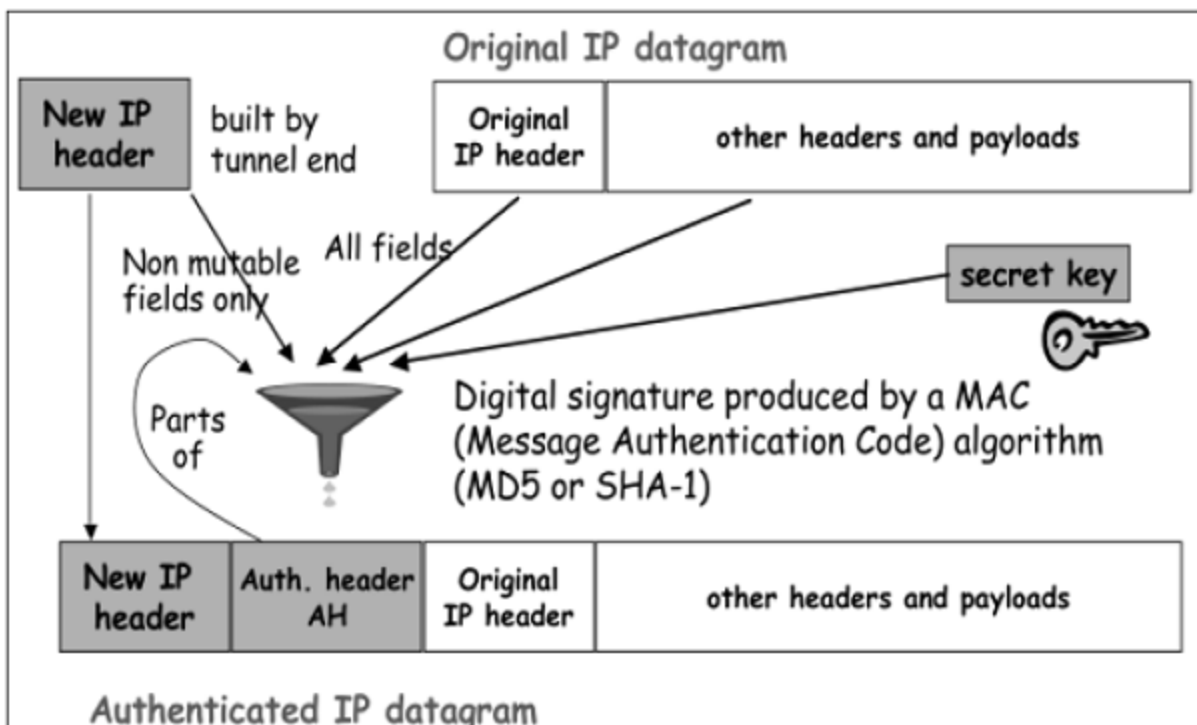 Original IP datagram
New IP
header
built by
tunnel end
Original
IP header
other headers and payloads
Non mutable
fields only
All fields
secret key
Parts
of
Digital signature produced by a MAC
(Message Authentication Code) algorithm
(MD5 or SHA-1)
New IP
header
Auth. header
AH
Original
IP header
other headers and payloads
Authenticated IP datagram